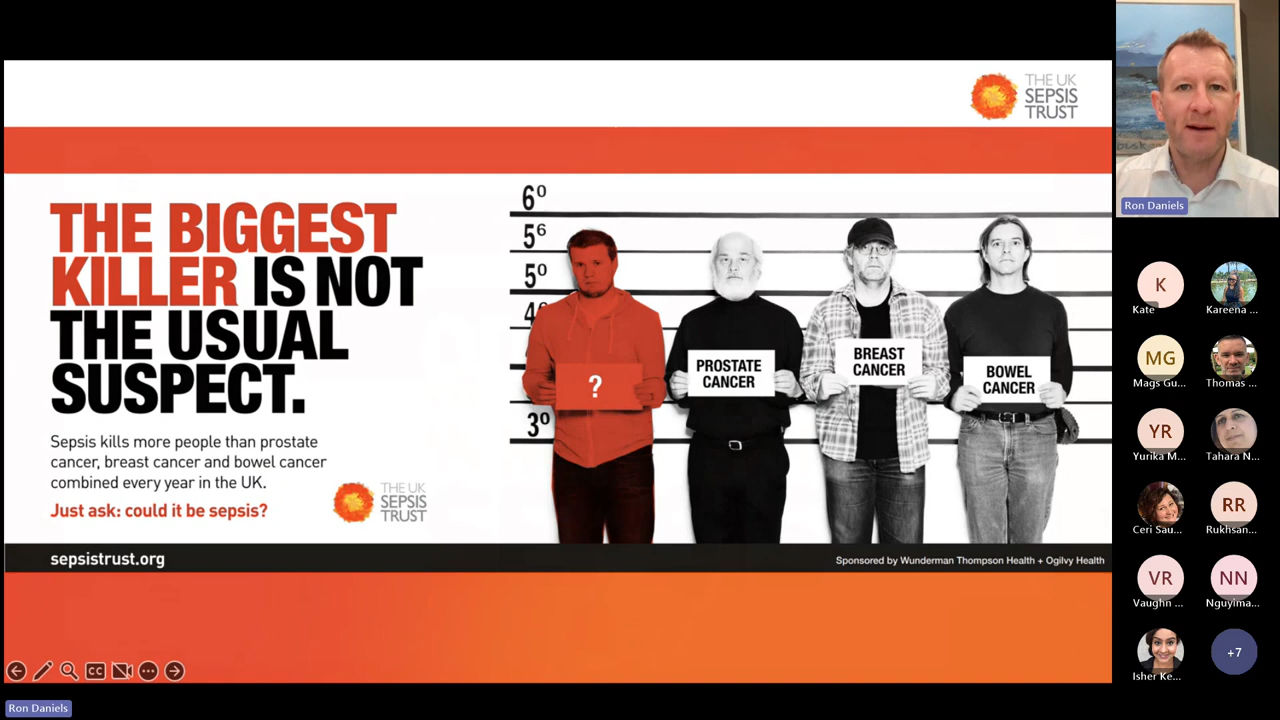 THE UK
SEPSIS
TRUST
THE BIGGEST
KILLER IS NOT
THE USUAL
SUSPECT.
Sepsis kills more people than prostate
cancer, breast cancer and bowel cancer
combined every year in the UK.
Just ask: could it be sepsis?
THE UK
SEPSIS
TRUST
6⁰
5⁶
5⁰
3⁰
?
PROSTATE
CANCER
BREAST
CANCER
BOWEL
CANCER
sepsistrust.org
Sponsored by Wunderman Thompson Health + Ogilvy Health
CC
Ron Daniels
Ron Daniels
K
Kate
Kareena ...
MG
Mags Gu...
Thomas ...
YR
Yurika M...
Tahara N...
Ceri Sau...
RR
Rukhsan...
VR
Vaughn ...
NN
Nguyima...
Isher Ke...
+7